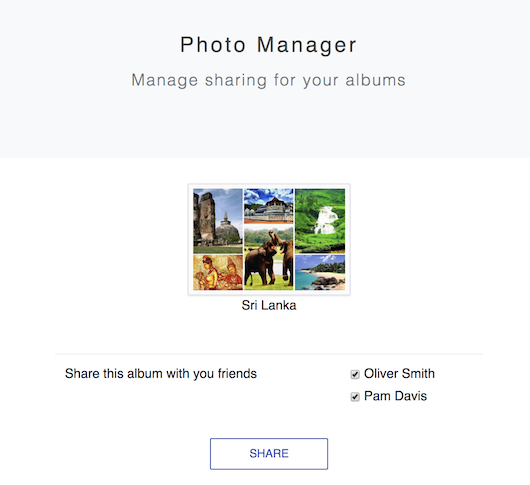 Photo Manager
Manage sharing for your albums
Sri Lanka
Share this album with you friends
Oliver Smith
Pam Davis
SHARE